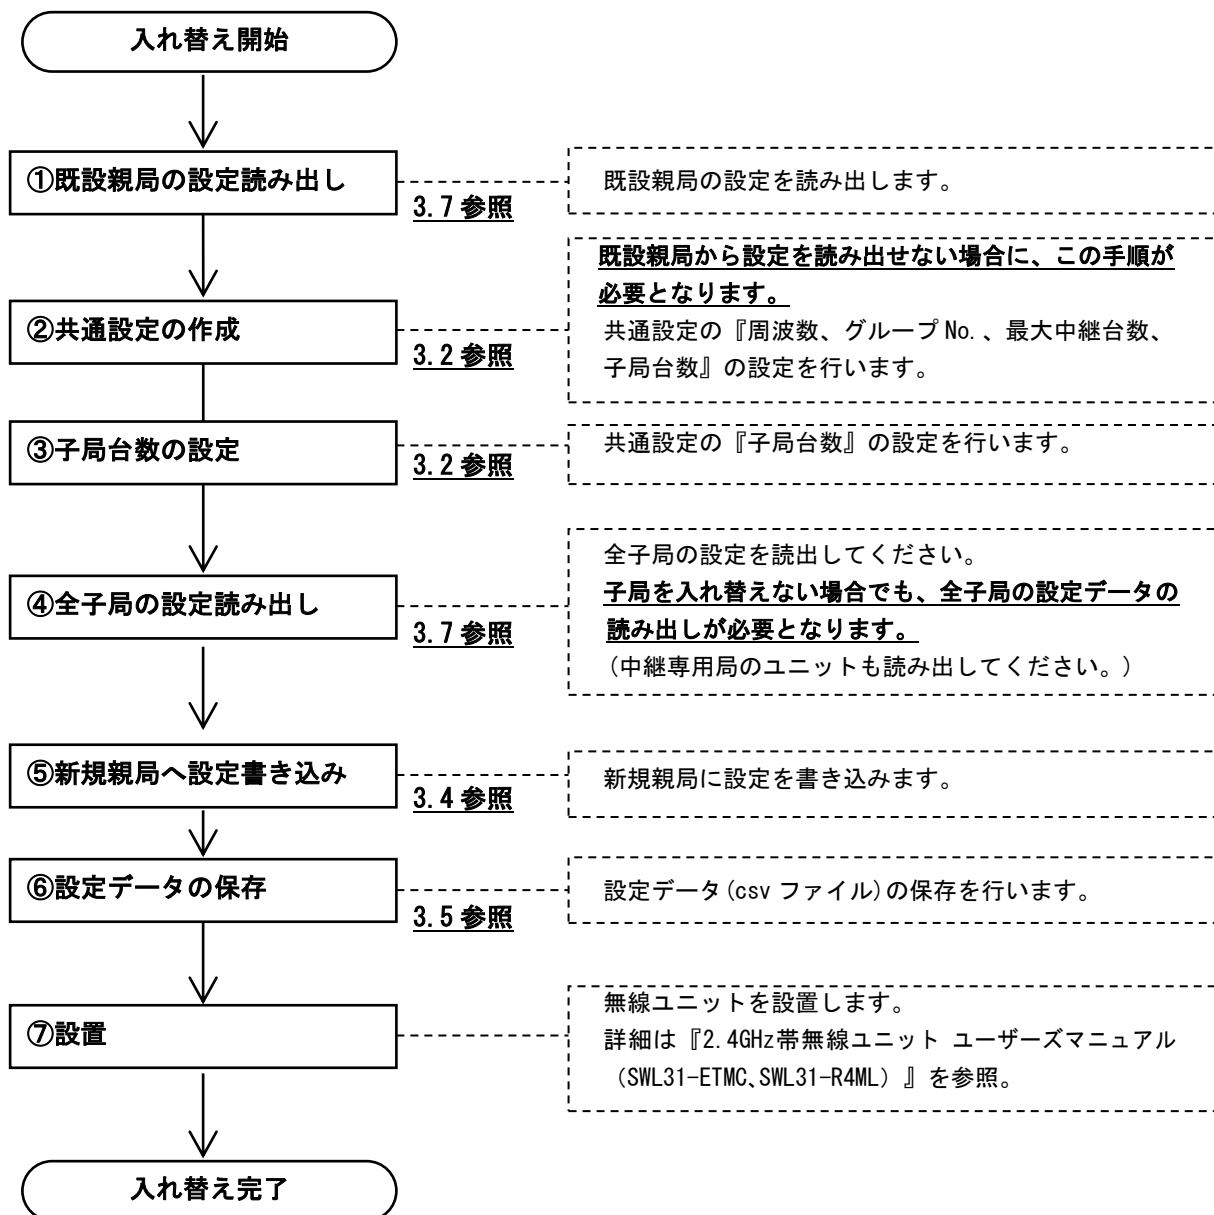 入れ替え開始
①既設親局の設定読み出し
3.7 参照
既設親局の設定を読み出します。
②共通設定の作成
3.2 参照
既設親局から設定を読み出せない場合に、この手順が
必要となります。
共通設定の『周波数、グループ No.、最大中継台数、
子局台数』の設定を行います。
③子局台数の設定
3.2 参照
共通設定の『子局台数』の設定を行います。
④全子局の設定読み出し
3.7 参照
全子局の設定を読出してください。
子局を入れ替えない場合でも、全子局の設定データの
読み出しが必要となります。
（中継専用局のユニットも読み出してください。）
⑤新規親局へ設定書き込み
3.4 参照
新規親局に設定を書き込みます。
⑥設定データの保存
3.5 参照
設定データ(csv ファイル)の保存を行います。
⑦設置
無線ユニットを設置します。
詳細は『2.4GHz帯無線ユニット ユーザーズマニュアル
（SWL31-ETMC、SWL31-R4ML）』を参照。
入れ替え完了